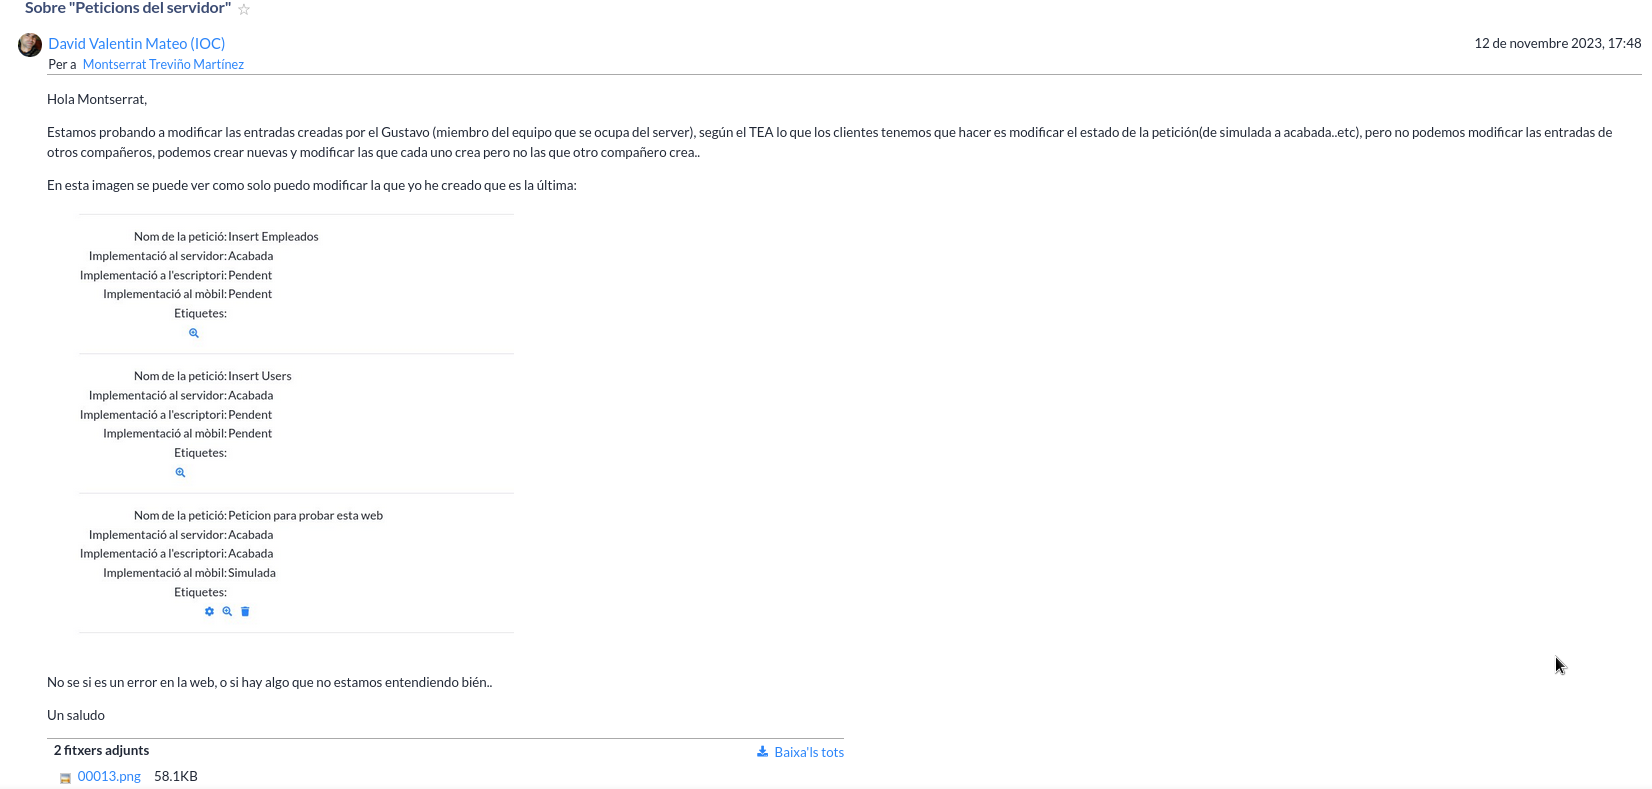 Sobre "Peticions del servidor"
David Valentin Mateo (IOC)
12 de novembre 2023, 17:48
Per a Montserrat Treviño Martínez
Hola Montserrat,
Estamos probando a modificar las entradas creadas por el Gustavo (miembro del equipo que se ocupa del server), según el TEA lo que los clientes tenemos que hacer es modificar el estado de la petición(de simulada a acabada..etc), pero no podemos modificar las entradas de
otros compañeros, podemos crear nuevas y modificar las que cada uno crea pero no las que otro compañero crea..
En esta imagen se puede ver como solo puedo modificar la que yo he creado que es la última:
Nom de la petició: Insert Empleados
Implementació al servidor: Acabada
Implementació a l'escriptori: Pendent
Implementació al mòbil: Pendent
Etiquetes:
Nom de la petició: Insert Users
Implementació al servidor: Acabada
Implementació a l'escriptori: Pendent
Implementació al mòbil: Pendent
Etiquetes:
Nom de la petició: Peticion para probar esta web
Implementació al servidor: Acabada
Implementació a l'escriptori: Acabada
Implementació al mòbil: Simulada
Etiquetes:
No se si es un error en la web, o si hay algo que no estamos entendiendo bién..
Un saludo
2 fitxers adjunts
Baixa'ls tots
00013.png 58.1KB